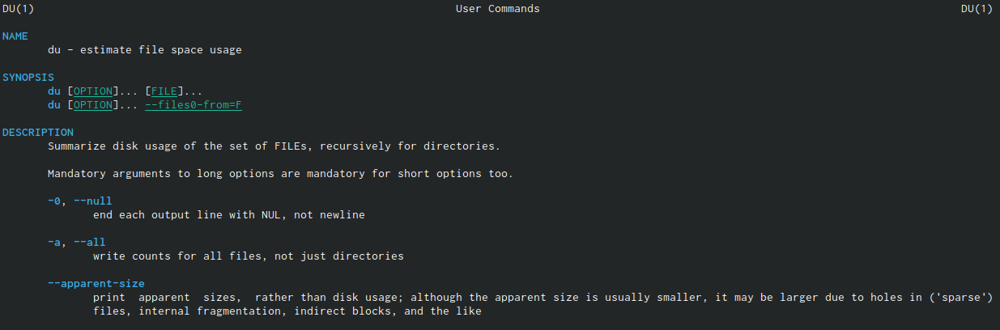 DU(1) User Commands DU(1)
NAME
du - estimate file space usage
SYNOPSIS
du [OPTION]... [FILE]...
du [OPTION]... --files0-from=F
DESCRIPTION
Summarize disk usage of the set of FILEs, recursively for directories.
Mandatory arguments to long options are mandatory for short options too.
-0, --null
end each output line with NUL, not newline
-a, --all
write counts for all files, not just directories
--apparent-size
print apparent sizes, rather than disk usage; although the apparent size is usually smaller, it may be larger due to holes in ('sparse')
files, internal fragmentation, indirect blocks, and the like